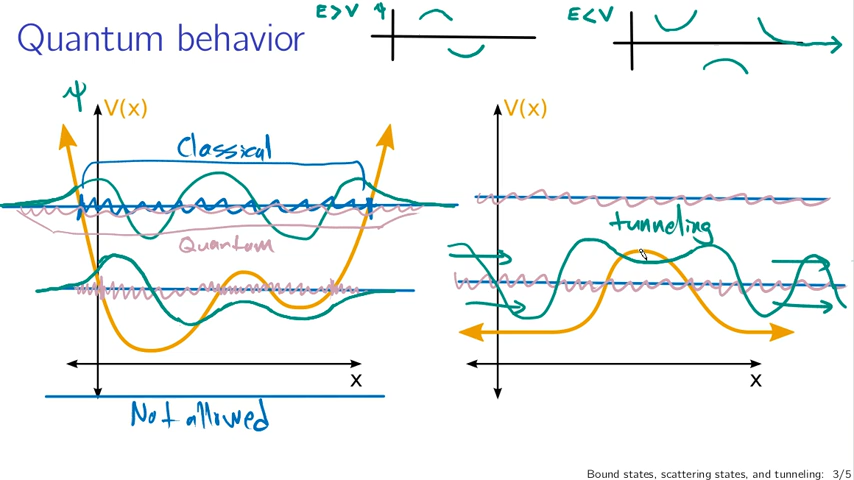 E > V ψ
E < V
Quantum behavior
ψ
V(x)
V(x)
Classical
tunneling
Quantum
x
x
Not allowed
Bound states, scattering states, and tunneling: 3/5